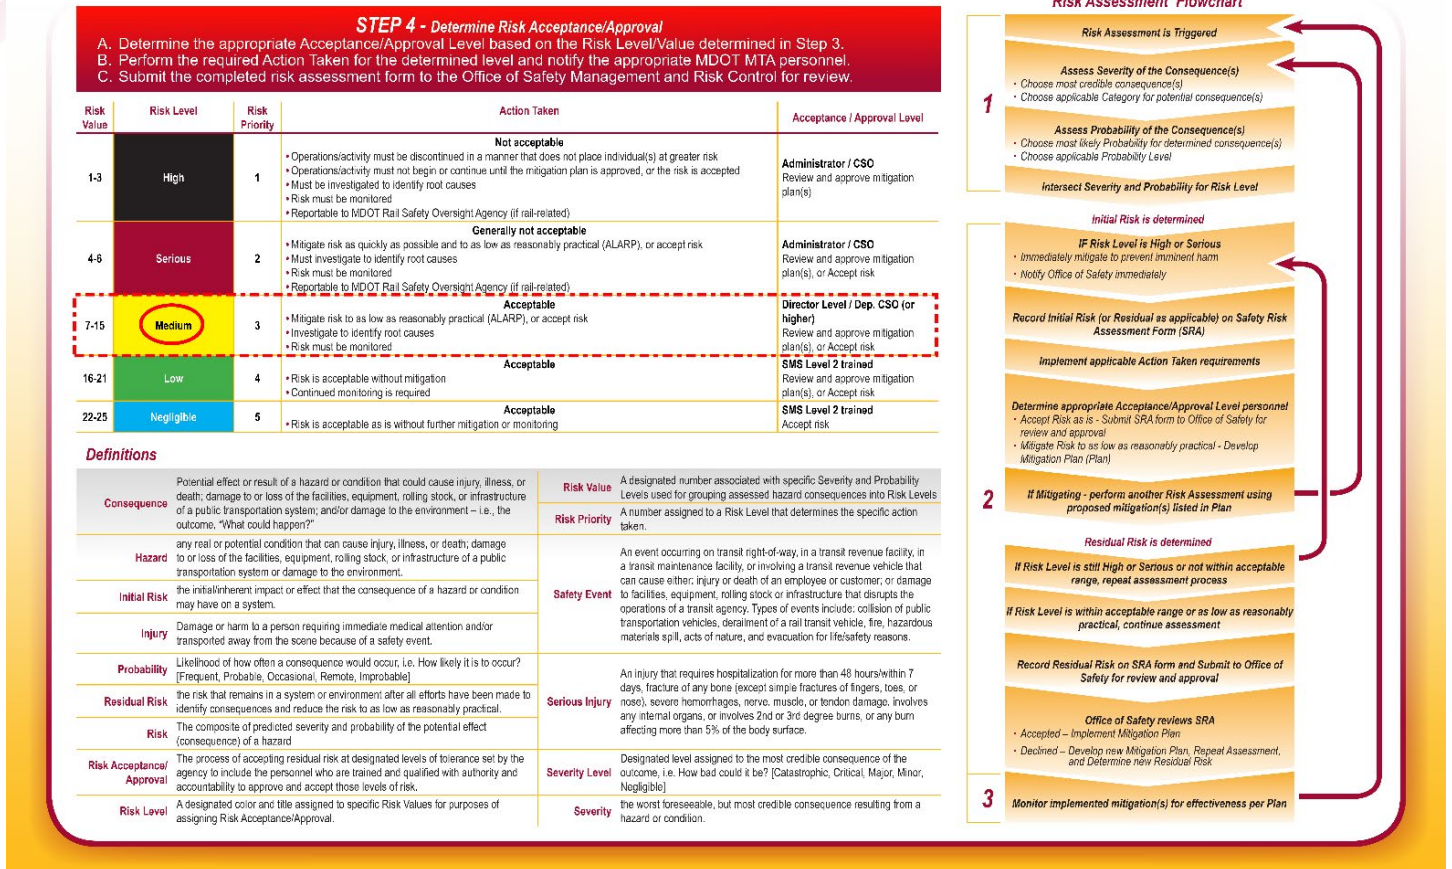 STEP 4 - Determine Risk Acceptance/Approval
A. Determine the appropriate Acceptance/Approval Level based on the Risk Level/Value determined in Step 3.
B. Perform the required Action Taken for the determined level and notify the appropriate MDOT MTA personnel.
C. Submit the completed risk assessment form to the Office of Safety Management and Risk Control for review.
Risk Value
Risk Level
Risk Priority
Action Taken
Acceptance / Approval Level
1-3
High
1
Not acceptable
• Operations/activity must be discontinued in a manner that does not place individual(s) at greater risk
• Operations/activity must not begin or continue until the mitigation plan is approved, or the risk is accepted
• Must be investigated to identify root causes
• Risk must be monitored
• Reportable to MDOT Rail Safety Oversight Agency (if rail-related)
Administrator / CSO
Review and approve mitigation
plan(s)
4-6
Serious
2
Generally not acceptable
• Mitigate risk as quickly as possible and to as low as reasonably practical (ALARP), or accept risk
• Must investigate to identify root causes
• Risk must be monitored
• Reportable to MDOT Rail Safety Oversight Agency (if rail-related)
Administrator / CSO
Review and approve mitigation
plan(s), or Accept risk
7-15
Medium
3
Acceptable
• Mitigate risk to as low as reasonably practical (ALARP), or accept risk
• Investigate to identify root causes
• Risk must be monitored
Director Level / Dep. CSO (or
higher)
Review and approve mitigation
plan(s), or Accept risk
16-21
Low
4
Acceptable
• Risk is acceptable without mitigation
• Continued monitoring is required
SMS Level 2 trained
Review and approve mitigation
plan(s), or Accept risk
22-25
Negligible
5
Acceptable
• Risk is acceptable as is without further mitigation or monitoring
SMS Level 2 trained
Accept risk
Definitions
Consequence
Potential effect or result of a hazard or condition that could cause injury, illness, or
death; damage to or loss of the facilities, equipment, rolling stock, or infrastructure
of a public transportation system; and/or damage to the environment – i.e., the
outcome, "What could happen?"
Hazard
any real or potential condition that can cause injury, illness, or death; damage
to or loss of the facilities, equipment, rolling stock, or infrastructure of a public
transportation system or damage to the environment.
Initial Risk
the initial/inherent impact or effect that the consequence of a hazard or condition
may have on a system.
Injury
Damage or harm to a person requiring immediate medical attention and/or
transported away from the scene because of a safety event.
Probability
Likelihood of how often a consequence would occur, i.e. How likely it is to occur?
[Frequent, Probable, Occasional, Remote, Improbable]
Residual Risk
the risk that remains in a system or environment after all efforts have been made to
identify consequences and reduce the risk to as low as reasonably practical.
Risk
The composite of predicted severity and probability of the potential effect
(consequence) of a hazard
Risk Acceptance/
Approval
The process of accepting residual risk at designated levels of tolerance set by the
agency to include the personnel who are trained and qualified with authority and
accountability to approve and accept those levels of risk.
Risk Level
A designated color and title assigned to specific Risk Values for purposes of
assigning Risk Acceptance/Approval.
Risk Value
A designated number associated with specific Severity and Probability
Levels used for grouping assessed hazard consequences into Risk Levels
Risk Priority
A number assigned to a Risk Level that determines the specific action
taken.
Safety Event
An event occurring on transit right-of-way, in a transit revenue facility, in
a transit maintenance facility, or involving a transit revenue vehicle that
can cause either: injury or death of an employee or customer; or damage
to facilities, equipment, rolling stock or infrastructure that disrupts the
operations of a transit agency. Types of events include: collision of public
transportation vehicles, derailment of a rail transit vehicle, fire, hazardous
materials spill, acts of nature, and evacuation for life/safety reasons.
Serious Injury
An injury that requires hospitalization for more than 48 hours/within 7
days, fracture of any bone (except simple fractures of fingers, toes, or
nose), severe hemorrhages, nerve, muscle, or tendon damage, involves
any internal organs, or involves 2nd or 3rd degree burns, or any burn
affecting more than 5% of the body surface.
Severity Level
Designated level assigned to the most credible consequence of the
outcome, i.e. How bad could it be? [Catastrophic, Critical, Major, Minor,
Negligible]
Severity
the worst foreseeable, but most credible consequence resulting from a
hazard or condition.
Risk Assessment Flowchart
1
Risk Assessment is Triggered
Assess Severity of the Consequence(s)
• Choose most credible consequence(s)
• Choose applicable Category for potential consequence(s)
Assess Probability of the Consequence(s)
• Choose most likely Probability for determined consequence(s)
• Choose applicable Probability Level
Intersect Severity and Probability for Risk Level
Initial Risk is determined
2
IF Risk Level is High or Serious
• Immediately mitigate to prevent imminent harm
• Notify Office of Safety immediately
Record Initial Risk (or Residual as applicable) on Safety Risk
Assessment Form (SRA)
Implement applicable Action Taken requirements
Determine appropriate Acceptance/Approval Level personnel
• Accept Risk as is - Submit SRA form to Office of Safety for
review and approval
• Mitigate Risk to as low as reasonably practical - Develop
Mitigation Plan (Plan)
If Mitigating - perform another Risk Assessment using
proposed mitigation(s) listed in Plan
Residual Risk is determined
If Risk Level is still High or Serious or not within acceptable
range, repeat assessment process
If Risk Level is within acceptable range or as low as reasonably
practical, continue assessment
Record Residual Risk on SRA form and Submit to Office of
Safety for review and approval
Office of Safety reviews SRA
• Accepted – Implement Mitigation Plan
• Declined – Develop new Mitigation Plan, Repeat Assessment,
and Determine new Residual Risk
3
Monitor implemented mitigation(s) for effectiveness per Plan